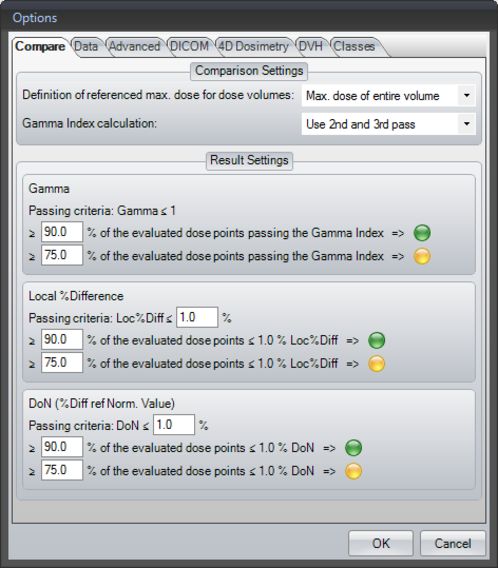 Options
Compare Data Advanced DICOM 4D Dosimetry DVH Classes
Comparison Settings
Definition of referenced max. dose for dose volumes: Max. dose of entire volume
Gamma Index calculation: Use 2nd and 3rd pass
Result Settings
Gamma
Passing criteria: Gamma ≤ 1
≥ 90.0 % of the evaluated dose points passing the Gamma Index =>
≥ 75.0 % of the evaluated dose points passing the Gamma Index =>
Local %Difference
Passing criteria: Loc%Diff ≤ 1.0 %
≥ 90.0 % of the evaluated dose points ≤ 1.0 % Loc%Diff =>
≥ 75.0 % of the evaluated dose points ≤ 1.0 % Loc%Diff =>
DoN (%Diff ref Norm. Value)
Passing criteria: DoN ≤ 1.0 %
≥ 90.0 % of the evaluated dose points ≤ 1.0 % DoN =>
≥ 75.0 % of the evaluated dose points ≤ 1.0 % DoN =>
OK Cancel